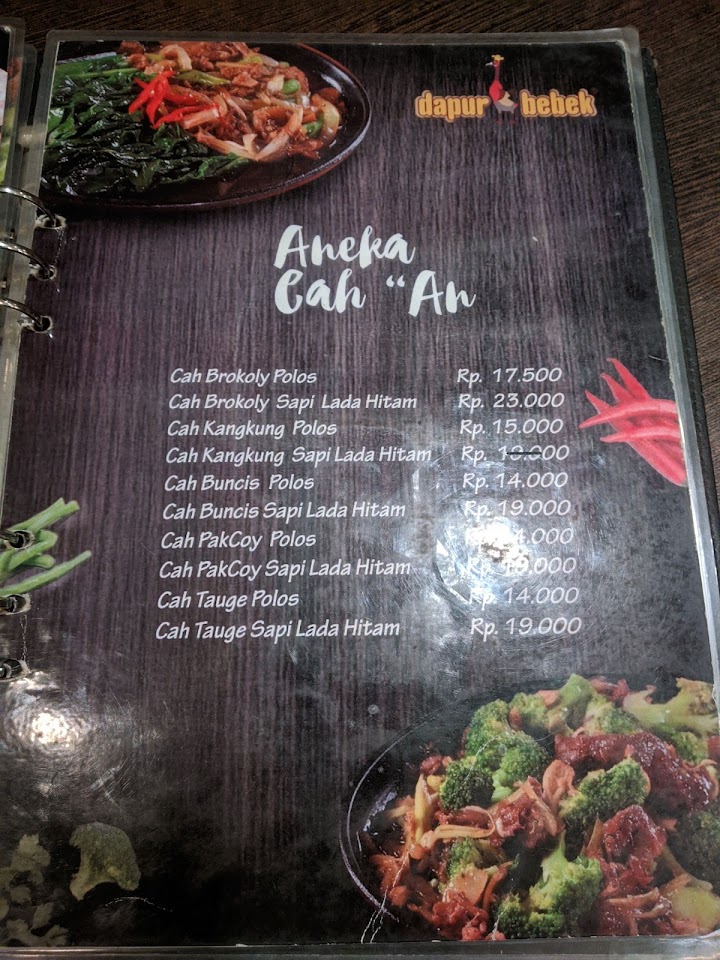 dapur bebek
Aneka
Cah “An
Cah Brokoly Polos Rp. 17.500
Cah Brokoly Sapi Lada Hitam Rp. 23.000
Cah Kangkung Polos Rp. 15.000
Cah Kangkung Sapi Lada Hitam Rp.
Cah Buncis Polos Rp. 14.000
Cah Buncis Sapi Lada Hitam Rp. 19.000
Cah PakCoy Polos
Cah PakCoy Sapi Lada Hitam
Cah Tauge Polos Rp. 14.000
Cah Tauge Sapi Lada Hitam Rp. 19.000